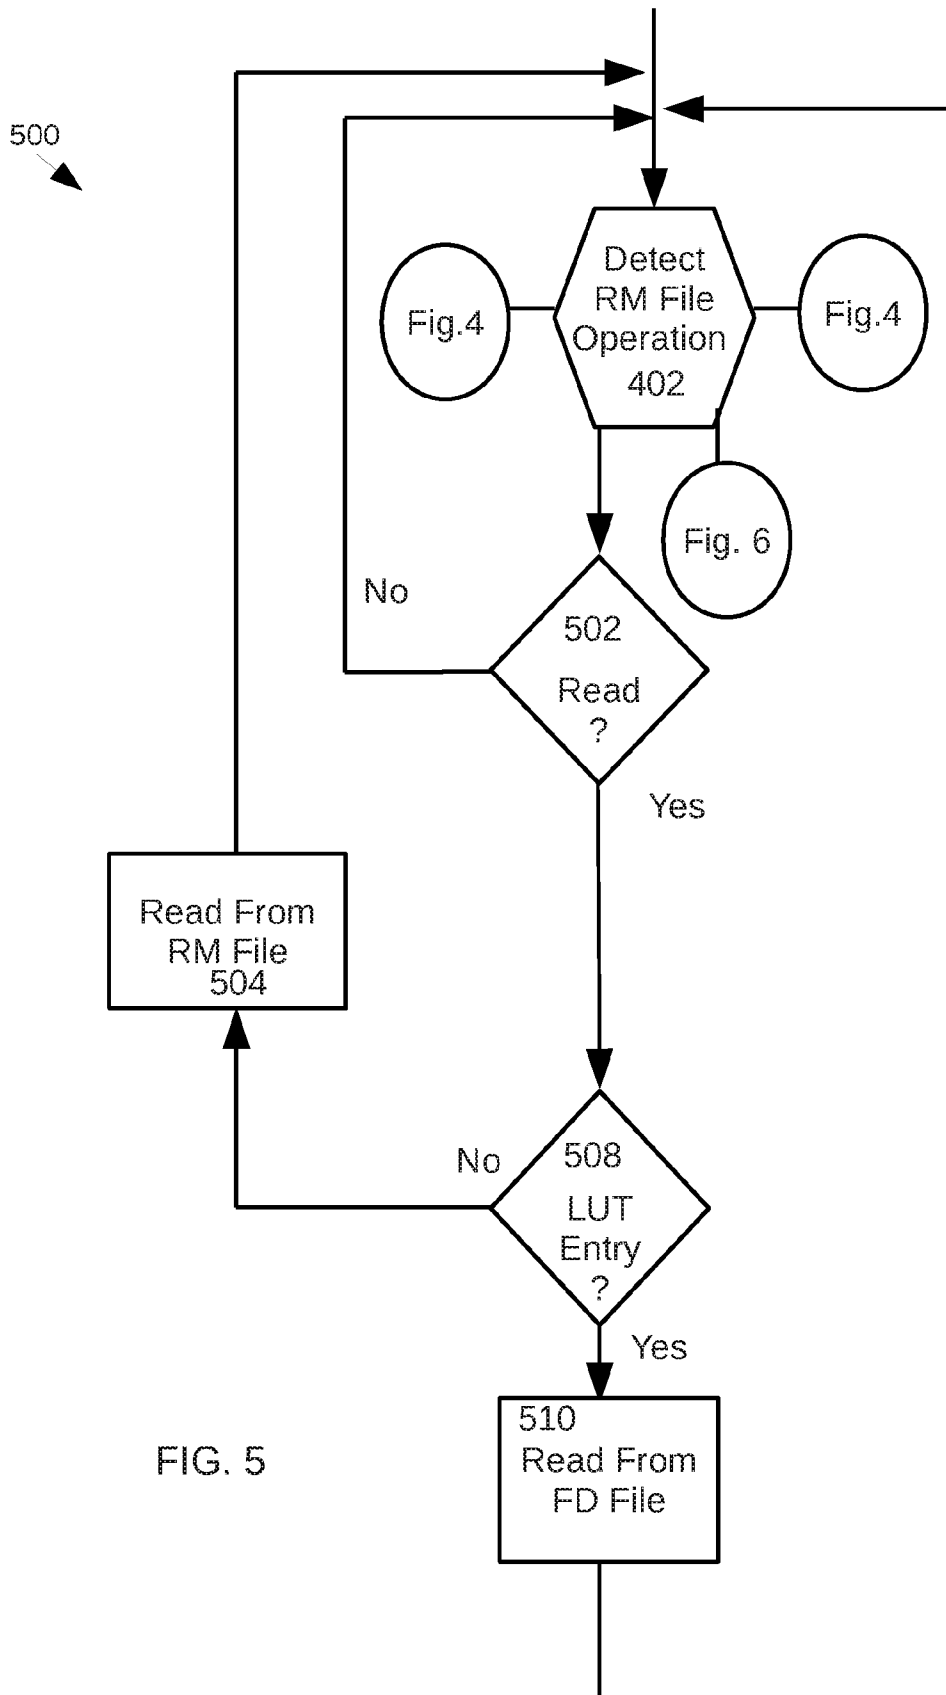 500
Detect
RM File
Operation
402
Fig.4
Fig.4
Fig. 6
No
502
Read
?
Yes
Read From
RM File
504
No
508
LUT
Entry
?
Yes
510
Read From
FD File
FIG. 5